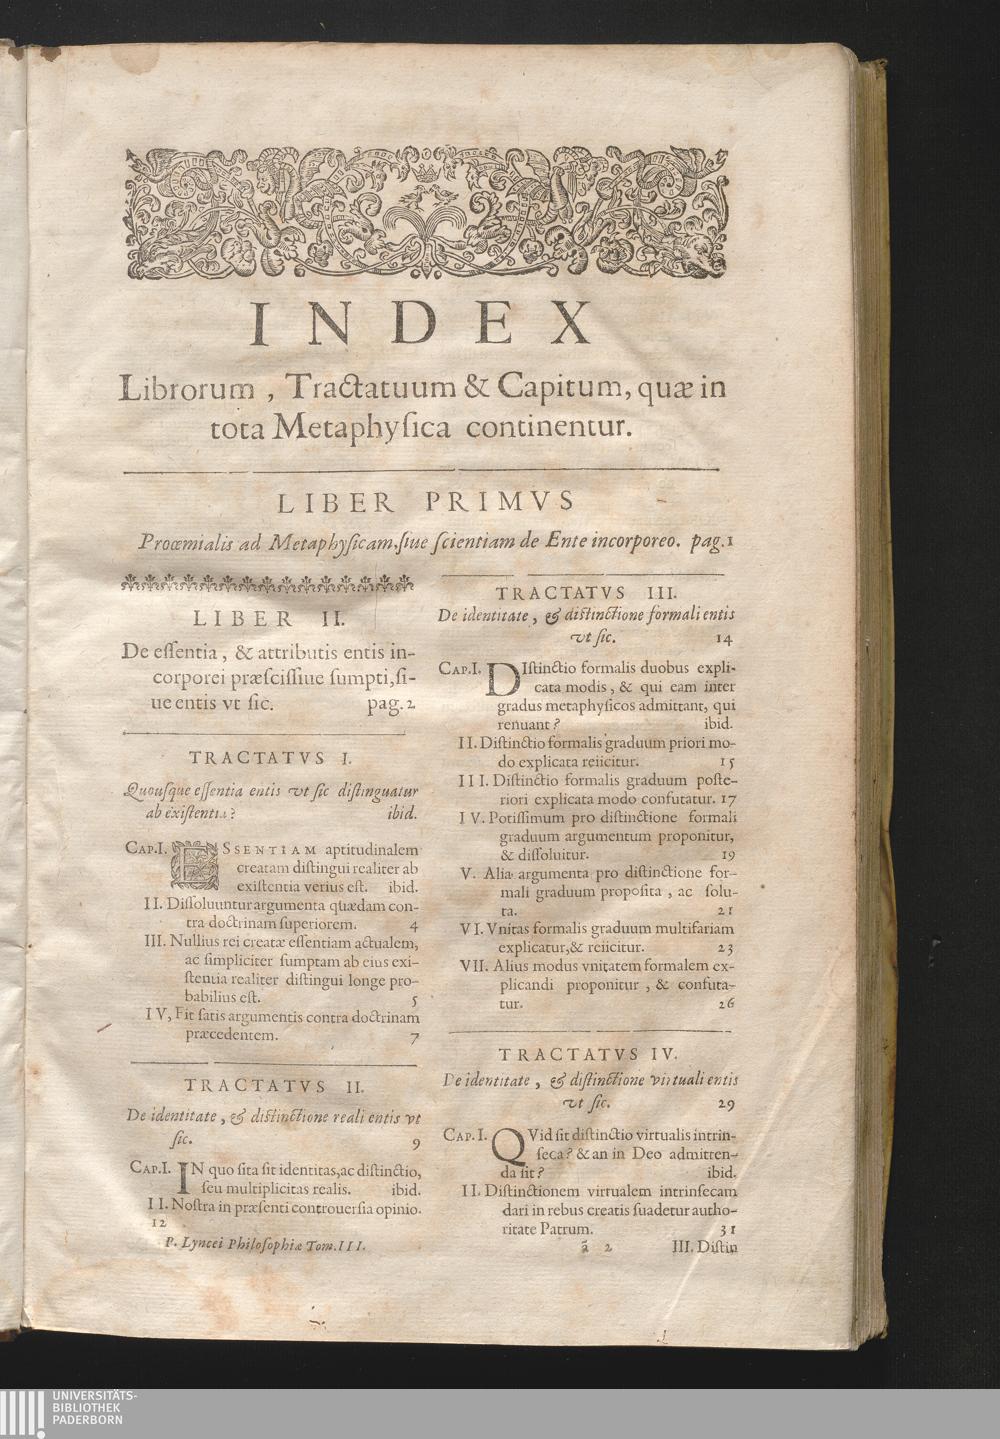 INDEX
Librorum, Tractatuum & Capitum, quæ in
tota Metaphyſica continentur.
LIBER PRIMVS
Proœmialis ad Metaphyſicam, ſiue ſcientiam de Ente incorporeo. pag. 1
LIBER II.
De eſſentia, & attributis entis in-
corporei præſciſſiue ſumpti, ſi-
ue entis vt ſic. pag. 2
TRACTATVS I.
Quouſque eſſentia entis vt ſic diſtinguatur
ab exiſtentia? ibid.
CAP. I. ESSENTIAM aptitudinalem
creatam diſtingui realiter ab
exiſtentia verius eſt. ibid.
II. Diſſoluuntur argumenta quædam con-
tra doctrinam ſuperiorem. 4
III. Nullius rei creatæ eſſentiam actualem,
ac ſimpliciter ſumptam ab eius exi-
ſtentia realiter diſtingui longe pro-
babilius eſt. 5
IV, Fit ſatis argumentis contra doctrinam
præcedentem. 7
TRACTATVS II.
De identitate, & diſtinctione reali entis vt
ſic. 9
CAP. I. IN quo ſita ſit identitas, ac diſtinctio,
ſeu multiplicitas realis. ibid.
II. Noſtra in præſenti controuerſia opinio.
12
P. Lyncei Philoſophiæ Tom. III.
TRACTATVS III.
De identitate, & diſtinctione formali entis
vt ſic. 14
CAP. I. DIſtinctio formalis duobus expli-
cata modis, & qui eam inter
gradus metaphyſicos admittant, qui
renuant? ibid.
II. Diſtinctio formalis graduum priori mo-
do explicata reiicitur. 15
III. Diſtinctio formalis graduum poſte-
riori explicata modo confutatur. 17
IV. Potiſſimum pro diſtinctione formali
graduum argumentum proponitur,
& diſſoluitur. 19
V. Alia argumenta pro diſtinctione for-
mali graduum propoſita, ac ſolu-
ta. 21
VI. Vnitas formalis graduum multifariam
explicatur, & reiicitur. 23
VII. Alius modus vnitatem formalem ex-
plicandi proponitur, & confuta-
tur. 26
TRACTATVS IV.
De identitate, & diſtinctione virtuali entis
vt ſic. 29
CAP. I. QVid ſit diſtinctio virtualis intrin-
ſeca? & an in Deo admitten-
da ſit? ibid.
II. Diſtinctionem virtualem intrinſecam
dari in rebus creatis ſuadetur autho-
ritate Patrum. 31
ã 2 III. Diſtin
UNIVERSITÄTS-
BIBLIOTHEK
PADERBORN